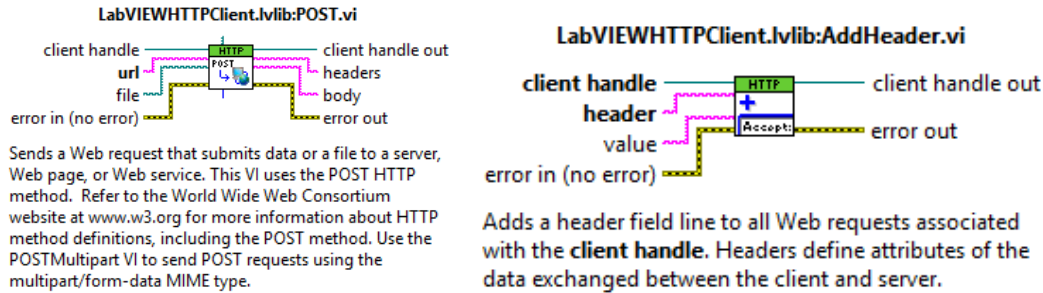 LabVIEWHTTPClient.lvlib:POST.vi
client handle
url
file
error in (no error)
HTTP
POST
client handle out
headers
body
error out
Sends a Web request that submits data or a file to a server,
Web page, or Web service. This VI uses the POST HTTP
method.  Refer to the World Wide Web Consortium
website at www.w3.org for more information about HTTP
method definitions, including the POST method. Use the
POSTMultipart VI to send POST requests using the
multipart/form-data MIME type.
LabVIEWHTTPClient.lvlib:AddHeader.vi
client handle
header
value
error in (no error)
HTTP
+
Accept:
client handle out
error out
Adds a header field line to all Web requests associated
with the client handle. Headers define attributes of the
data exchanged between the client and server.